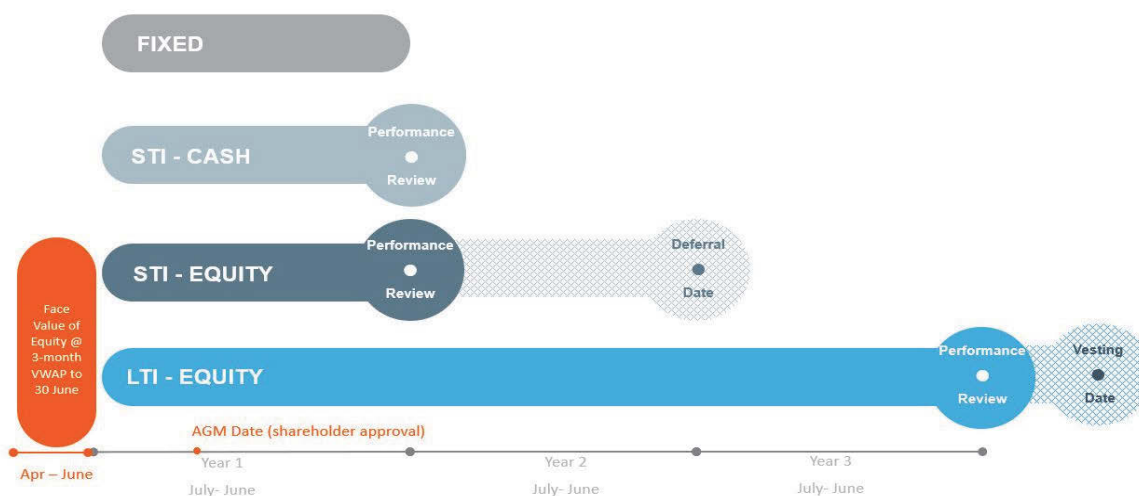 FIXED
STI - CASH
Performance
Review
STI - EQUITY
Performance
Review
Deferral
Date
Face
Value of
Equity @
3-month
VWAP to
30 June
LTI - EQUITY
Performance
Review
Vesting
Date
AGM Date (shareholder approval)
Apr – June
Year 1
July- June
Year 2
July- June
Year 3
July- June